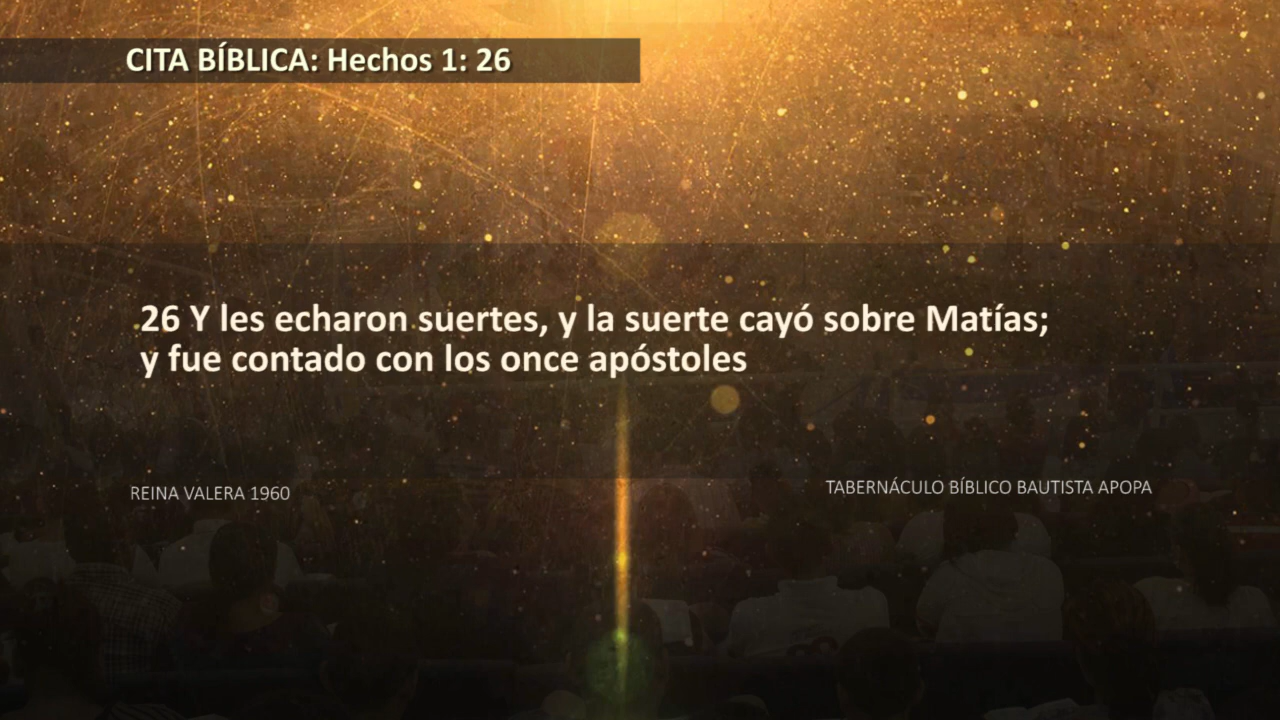 CITA BÍBLICA: Hechos 1: 26
26 Y les echaron suertes, y la suerte cayó sobre Matías;
y fue contado con los once apóstoles
REINA VALERA 1960
TABERNÁCULO BÍBLICO BAUTISTA APOPA